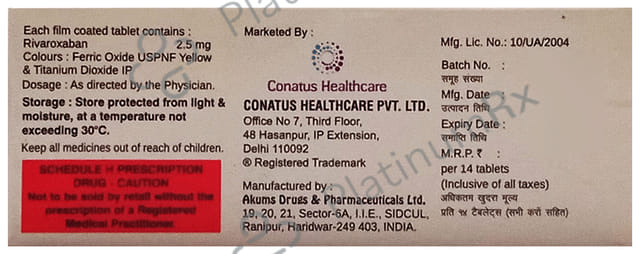 Each film coated tablet contains :
Rivaroxaban 2.5 mg
Colours : Ferric Oxide USPNF Yellow
& Titanium Dioxide IP
Dosage : As directed by the Physician.
Storage : Store protected from light &
moisture, at a temperature not
exceeding 30°C.
Keep all medicines out of reach of children.
SCHEDULE H PRESCRIPTION
DRUG - CAUTION
Not to be sold by retail without the
prescription of a Registered
Medical Practitioner.
Marketed By :
Conatus Healthcare
CONATUS HEALTHCARE PVT. LTD.
Office No 7, Third Floor,
48 Hasanpur, IP Extension,
Delhi 110092
® Registered Trademark
Manufactured by :
Akums Drugs & Pharmaceuticals Ltd.
19, 20, 21, Sector-6A, I.I.E., SIDCUL,
Ranipur, Haridwar-249 403, INDIA.
Mfg. Lic. No.: 10/UA/2004
Batch No. :
समूह संख्या
Mfg. Date :
उत्पादन तिथि
Expiry Date :
समाप्ति तिथि
M.R.P. ₹ :
per 14 tablets
(Inclusive of all taxes)
अधिकतम खुदरा मूल्य
प्रति १४ टैबलेट्स (सभी करों सहित)
PlatinumRx